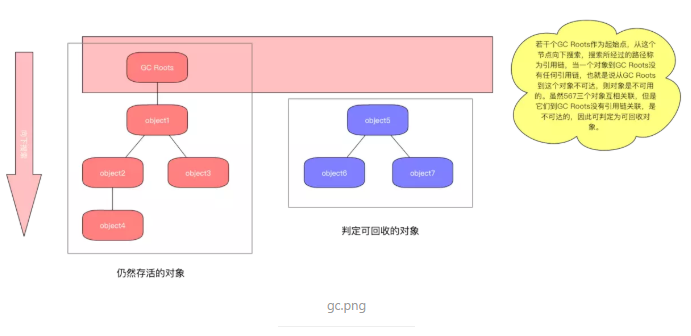 若干个GC Roots作为起始点，从这个
节点向下搜索，搜索所经过的路径称
为引用链，当一个对象到GC Roots没
有任何引用链，也就是说从GC Roots
到这个对象不可达，则对象是不可用
的。虽然567三个对象互相关联，但是
它们到GC Roots没有引用链关联，是
不可达的，因此可判定为可回收对
象。
GC Roots
object1
object5
object2
object3
object6
object7
object4
判定可回收的对象
仍然存活的对象
gc.png